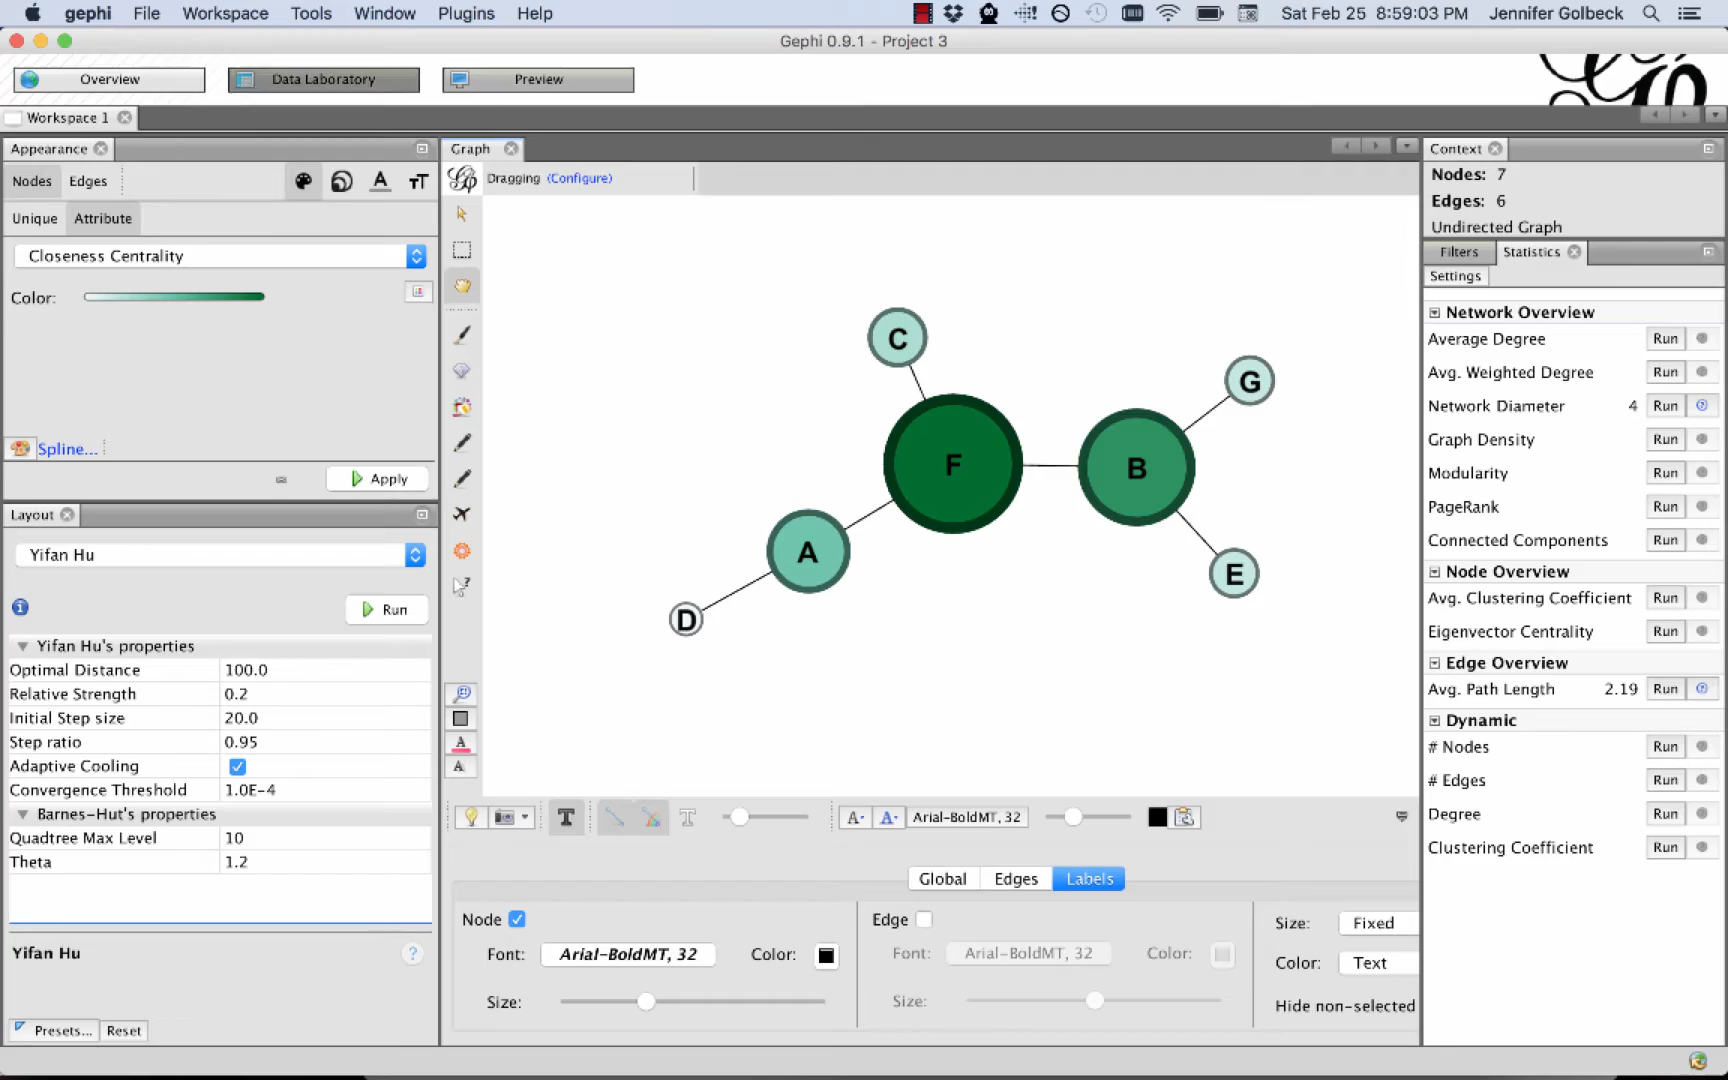 gephi File Workspace Tools Window Plugins Help Sat Feb 25 8:59:03 PM Jennifer Golbeck
Gephi 0.9.1 - Project 3
Overview Data Laboratory Preview
Workspace 1
Appearance
Nodes Edges
Unique Attribute
Closeness Centrality
Color:
Spline...
Apply
Layout
Yifan Hu
Run
Yifan Hu's properties
Optimal Distance 100.0
Relative Strength 0.2
Initial Step size 20.0
Step ratio 0.95
Adaptive Cooling
Convergence Threshold 1.0E-4
Barnes-Hut's properties
Quadtree Max Level 10
Theta 1.2
Yifan Hu
Presets... Reset
Graph
Dragging (Configure)
C
G
F
B
A
E
D
Arial-BoldMT, 32
Global Edges Labels
Node
Font: Arial-BoldMT, 32 Color:
Size:
Edge
Font: Arial-BoldMT, 32 Color:
Size:
Size: Fixed
Color: Text
Hide non-selected
Context
Nodes: 7
Edges: 6
Undirected Graph
Filters Statistics
Settings
Network Overview
Average Degree Run
Avg. Weighted Degree Run
Network Diameter 4 Run
Graph Density Run
Modularity Run
PageRank Run
Connected Components Run
Node Overview
Avg. Clustering Coefficient Run
Eigenvector Centrality Run
Edge Overview
Avg. Path Length 2.19 Run
Dynamic
# Nodes Run
# Edges Run
Degree Run
Clustering Coefficient Run